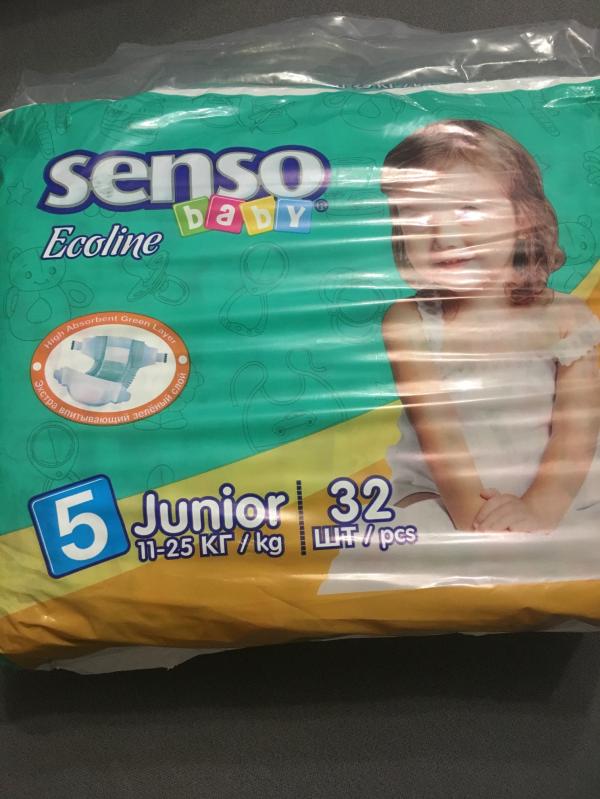 senso
baby®
Ecoline
High Absorbent Green Layer
Экстра впитывающий зелёный слой
5 Junior 32
11-25 КГ / kg ШТ / pcs